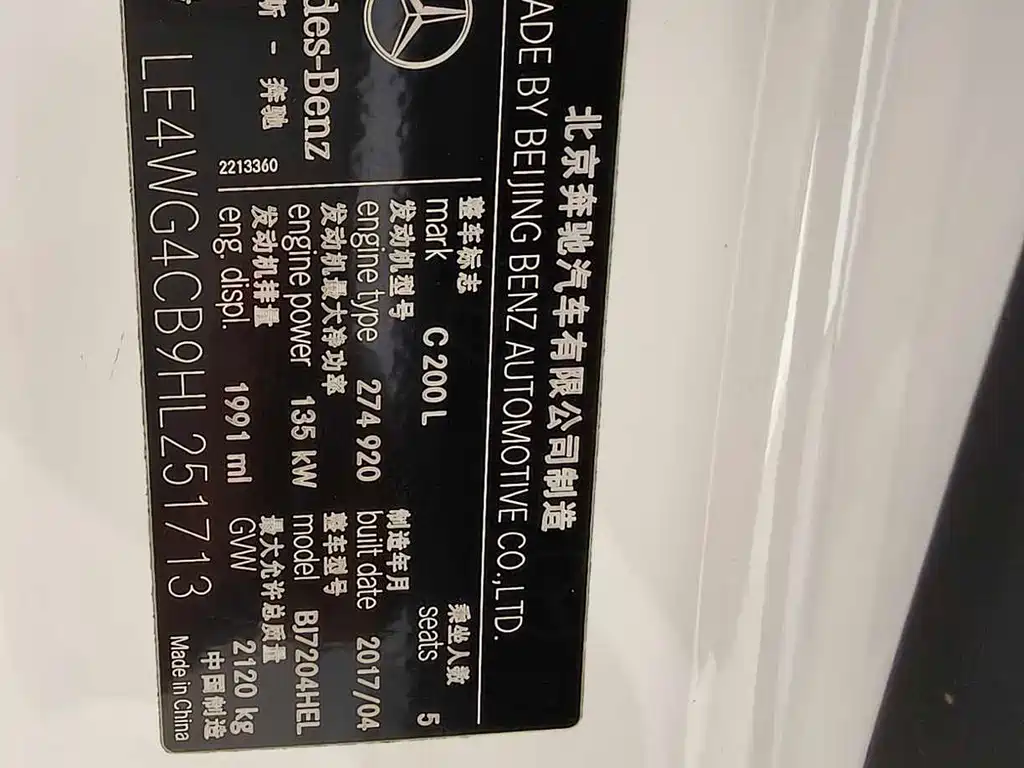 北京奔驰汽车有限公司制造
ADE BY BEIJING BENZ AUTOMOTIVE CO.,LTD.
整车标志 乘坐人数
mark C 200 L seats 5
发动机型号 制造年月
engine type 274 920 built date 2017/04
发动机最大净功率 整车型号
engine power 135 kW model BJ7204HEL
发动机排量 最大允许总质量
eng. displ. 1991 ml GVW 2120 kg
des-Benz
斯 - 奔驰
2213360
中国制造
Made in China
LE4WG4CB9HL251713